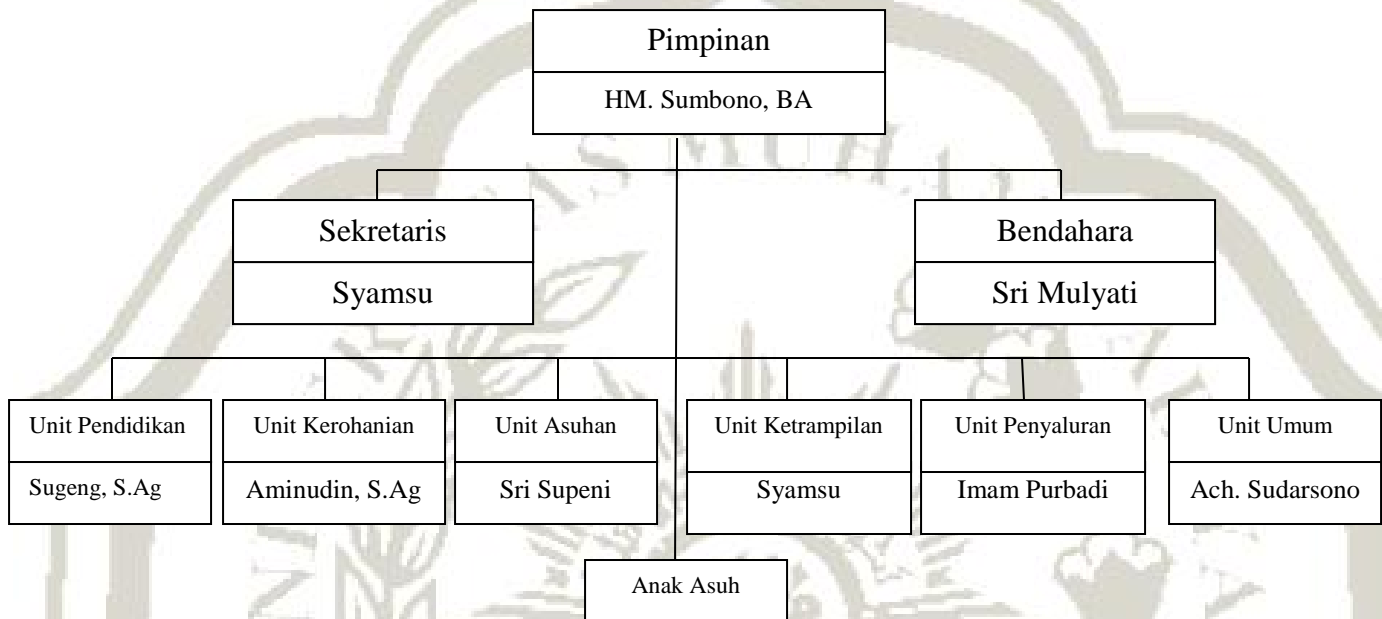 Pimpinan
HM. Sumbono, BA
Sekretaris
Syamsu
Bendahara
Sri Mulyati
Unit Pendidikan
Sugeng, S.Ag
Unit Kerohanian
Aminudin, S.Ag
Unit Asuhan
Sri Supeni
Unit Ketrampilan
Syamsu
Unit Penyaluran
Imam Purbadi
Unit Umum
Ach. Sudarsono
Anak Asuh